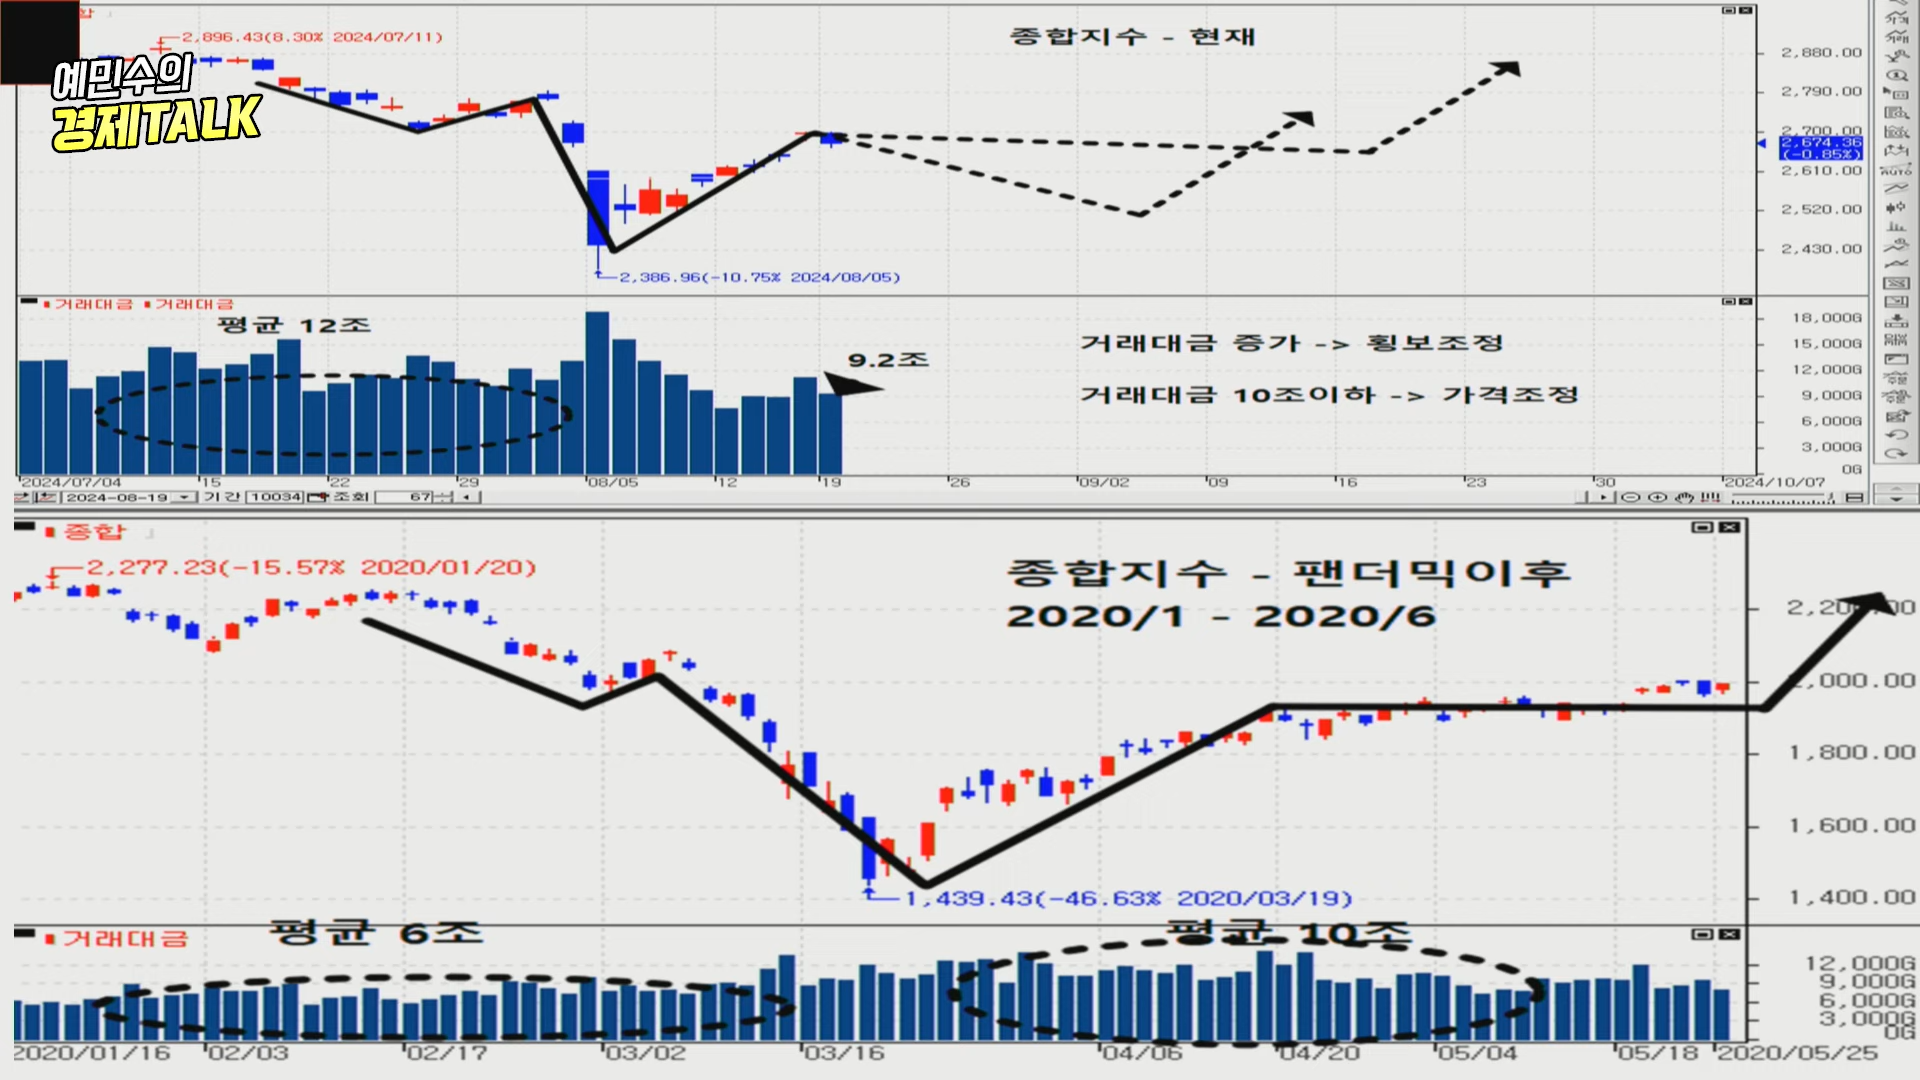 합
2,896.43(8.30% 2024/07/11)
예민수의
경제TALK
종합지수 - 현재
2,880.00
2,790.00
2,700.00
2,674.36
(-0.85%)
2,610.00
2,520.00
2,430.00
2,386.96(-10.75% 2024/08/05)
거래대금 거래대금
평균 12조
9.2조
거래대금 증가 -> 횡보조정
거래대금 10조이하 -> 가격조정
18,000G
15,000G
12,000G
9,000G
6,000G
3,000G
0G
2024/07/04 15 22 29 08/05 12 19 26 09/02 09 16 23 30 2024/10/07
2024-08-19 기간 10034 조회 67
AUTO
종합
2,277.23(-15.57% 2020/01/20)
종합지수 - 팬더믹이후
2020/1 - 2020/6
2,000.00
1,800.00
1,600.00
1,400.00
1,439.43(-46.63% 2020/03/19)
거래대금
평균 6조
평균 10조
12,000G
9,000G
6,000G
3,000G
0G
2020/01/16 02/03 02/17 03/02 03/16 04/06 04/20 05/04 05/18 2020/05/25